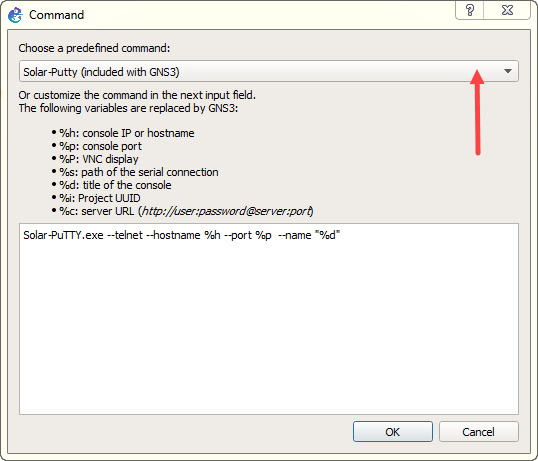 Command
?
Choose a predefined command:
Solar-Putty (included with GNS3)
Or customize the command in the next input field.
The following variables are replaced by GNS3:
• %h: console IP or hostname
• %p: console port
• %P: VNC display
• %s: path of the serial connection
• %d: title of the console
• %i: Project UUID
• %c: server URL (http://user:password@server:port)
Solar-PuTTY.exe --telnet --hostname %h --port %p  --name "%d"
OK
Cancel